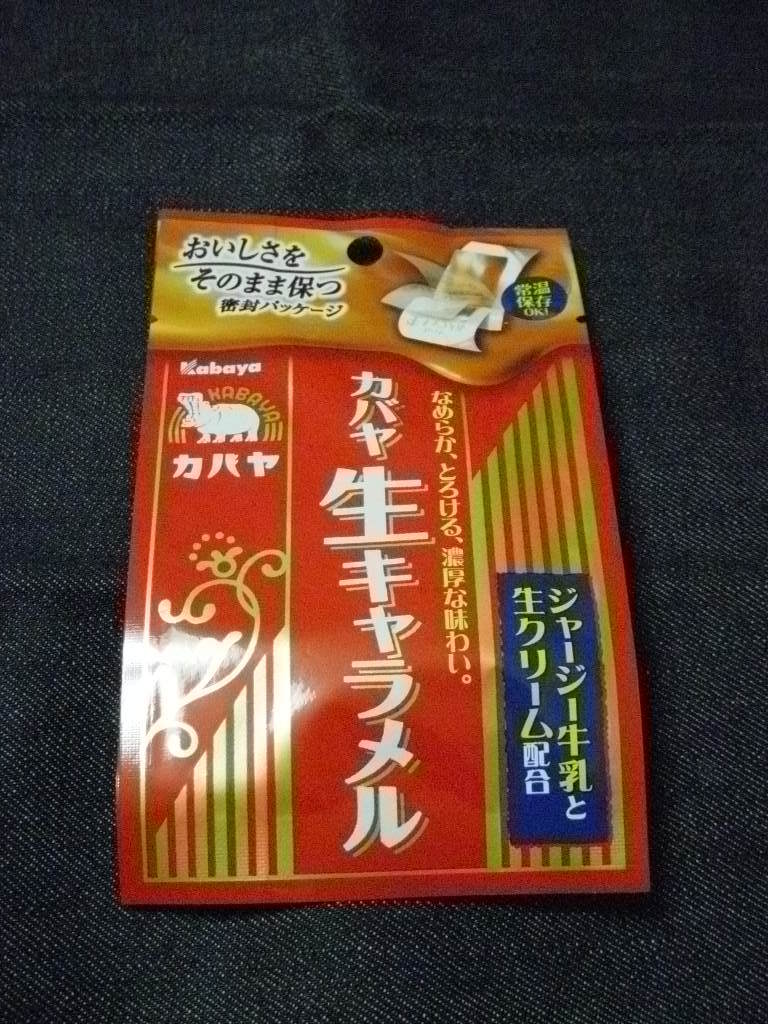 おいしさを
そのまま保つ
密封パッケージ
常温
保存
OK!
Kabaya
KABAYA
カバヤ
カバヤ生キャラメル
なめらか、とろける、濃厚な味わい。
ジャージー牛乳と
生クリーム配合